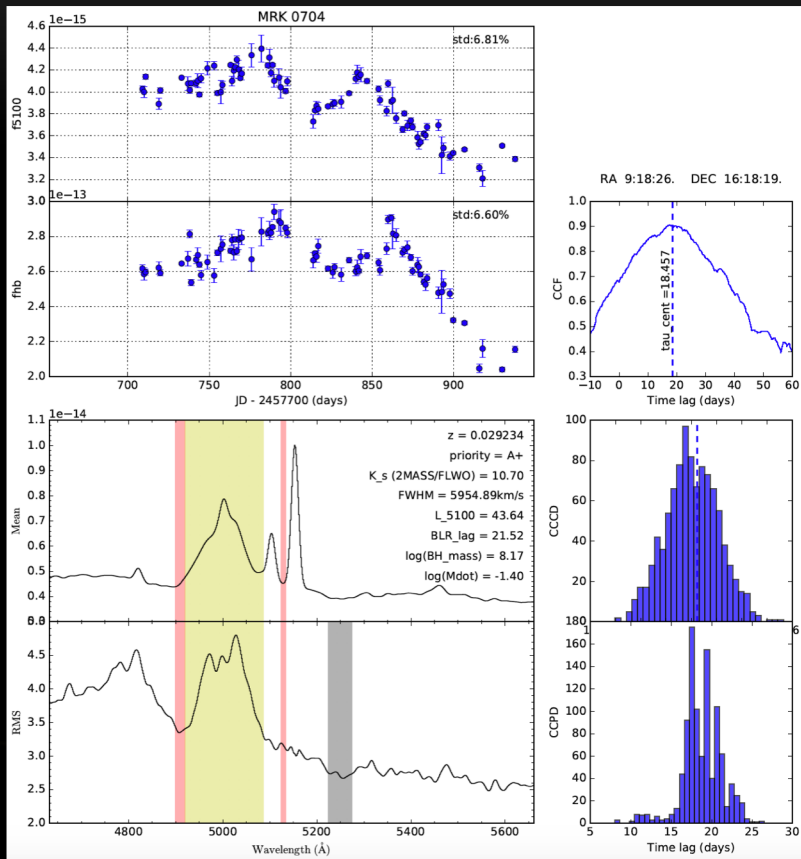 MRK 0704
1e−15
4.6
4.4
4.2
4.0
3.8
3.6
3.4
3.2
f5100
std:6.81%
1e−13
3.0
2.8
2.6
2.4
2.2
2.0
fhb
std:6.60%
700 750 800 850 900
JD - 2457700 (days)
RA 9:18:26. DEC 16:18:19.
1.0
0.9
0.8
0.7
0.6
0.5
0.4
0.3
CCF
tau_cent =18.457
−10 0 10 20 30 40 50 60
Time lag (days)
1e−14
1.1
1.0
0.9
0.8
0.7
0.6
0.5
0.4
Mean
z = 0.029234
priority = A+
K_s (2MASS/FLWO) = 10.70
FWHM = 5954.89km/s
L_5100 = 43.64
BLR_lag = 21.52
log(BH_mass) = 8.17
log(Mdot) = -1.40
100
80
60
40
20
CCCD
4.5
4.0
3.5
3.0
2.5
2.0
RMS
4800 5000 5200 5400 5600
Wavelength (Å)
160
140
120
100
80
60
40
20
0
CCPD
5 10 15 20 25 30
Time lag (days)